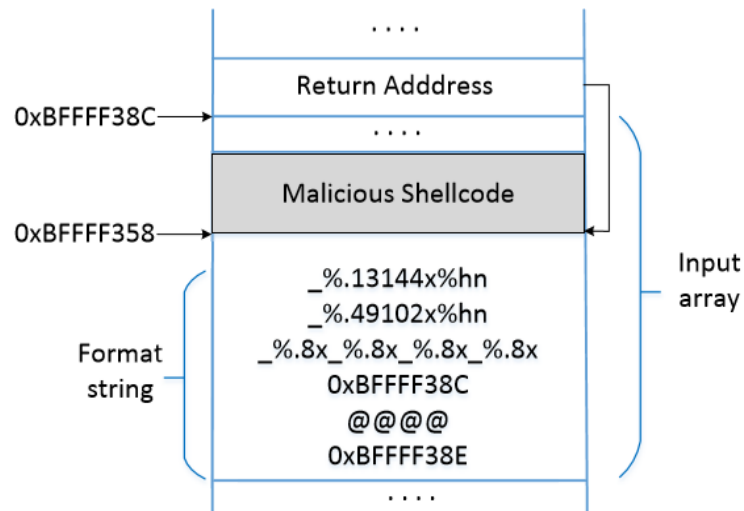 ....
Return Adddress
0xBFFFF38C
....
Malicious Shellcode
0xBFFFF358
_%.13144x%hn
_%.49102x%hn
_%.8x_%.8x_%.8x_%.8x
0xBFFFF38C
@@@@
0xBFFFF38E
Format
string
Input
array
....